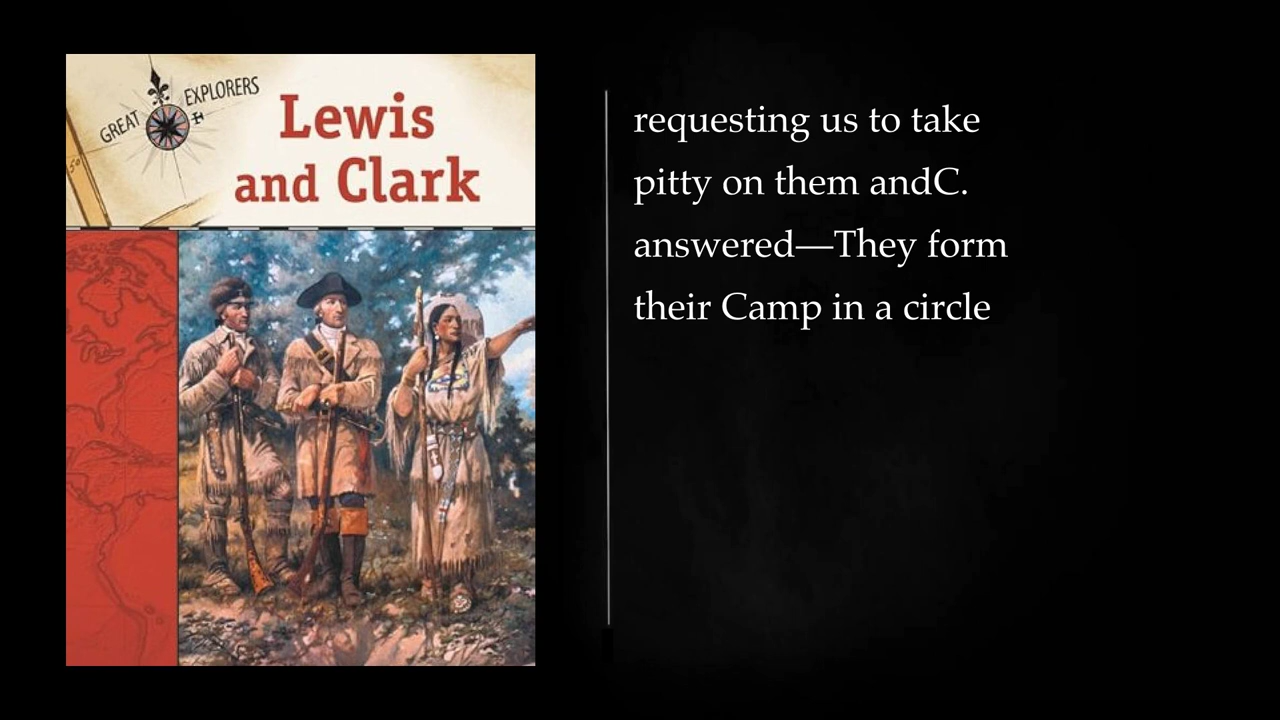 GREAT EXPLORERS
Lewis
and Clark
50
requesting us to take
pitty on them andC.
answered—They form
their Camp in a circle